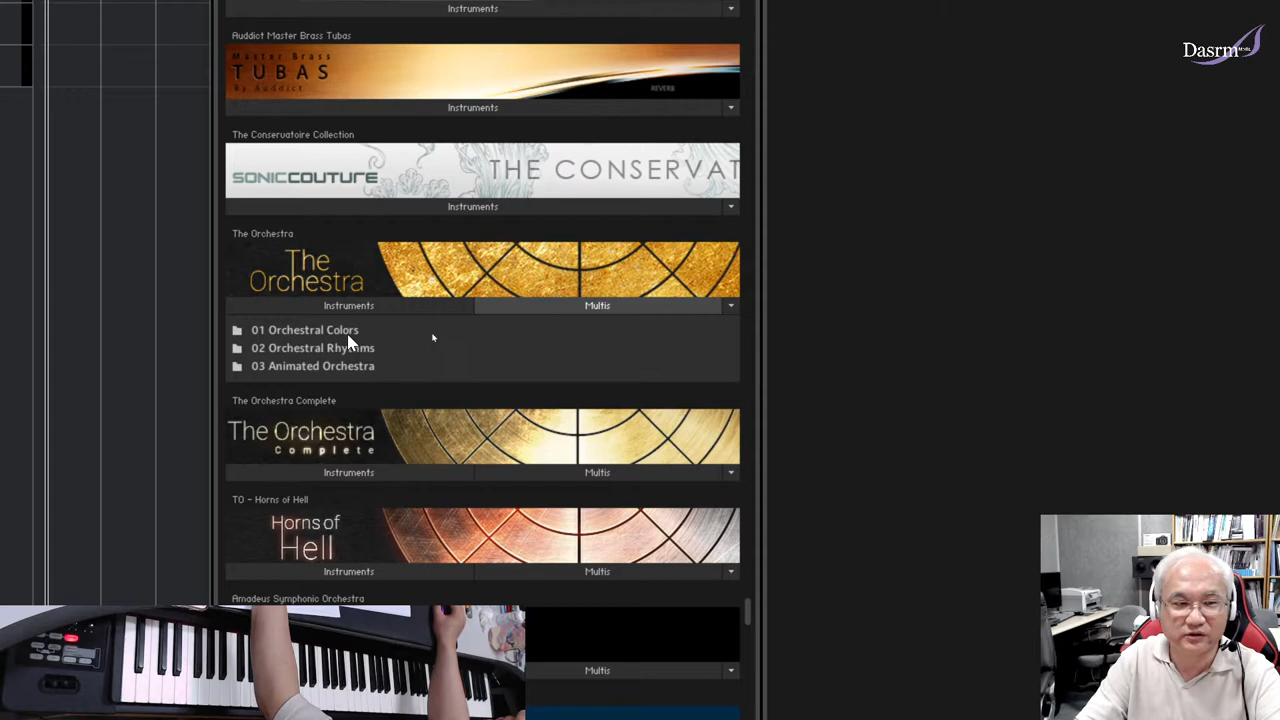 Instruments
Auddict Master Brass Tubas
Master Brass
TUBAS
By Auddict
REVERB
Instruments
The Conservatoire Collection
SONICCOUTURE
THE CONSERVAT
Instruments
The Orchestra
The
Orchestra
Instruments
Multis
01 Orchestral Colors
02 Orchestral Rhythms
03 Animated Orchestra
The Orchestra Complete
The Orchestra
Complete
Instruments
Multis
TO - Horns of Hell
Horns of
Hell
Instruments
Multis
Amadeus Symphonic Orchestra
Multis
Dasrm